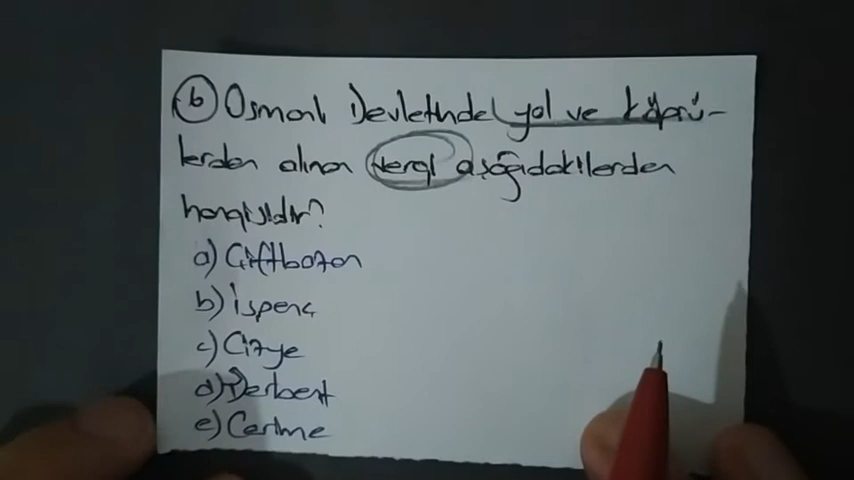 6 Osmanlı Devletinde yol ve köprü-
lerden alınan vergi aşağıdakilerden
hangisidir?
a) Çiftbozan
b) İspenç
c) Cizye
d) Derbent
e) Cerime